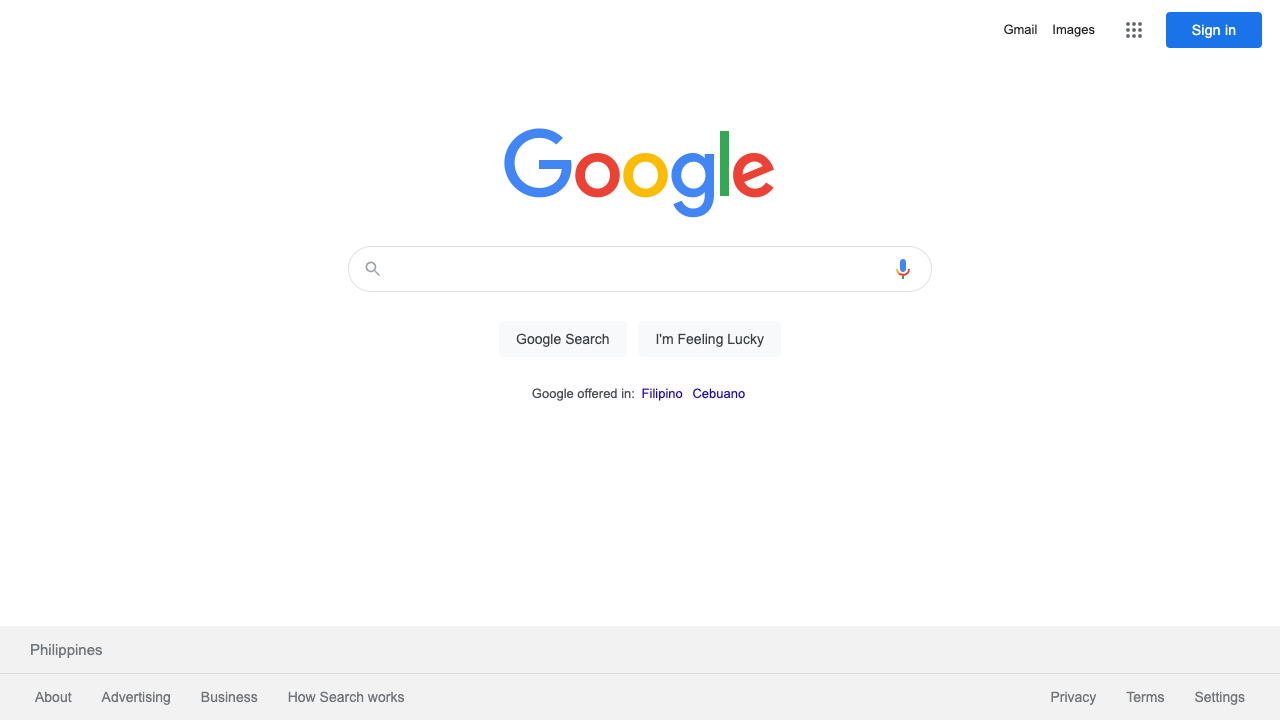 Gmail Images Sign in
Google
Google Search I'm Feeling Lucky
Google offered in: Filipino Cebuano
Philippines
About Advertising Business How Search works Privacy Terms Settings